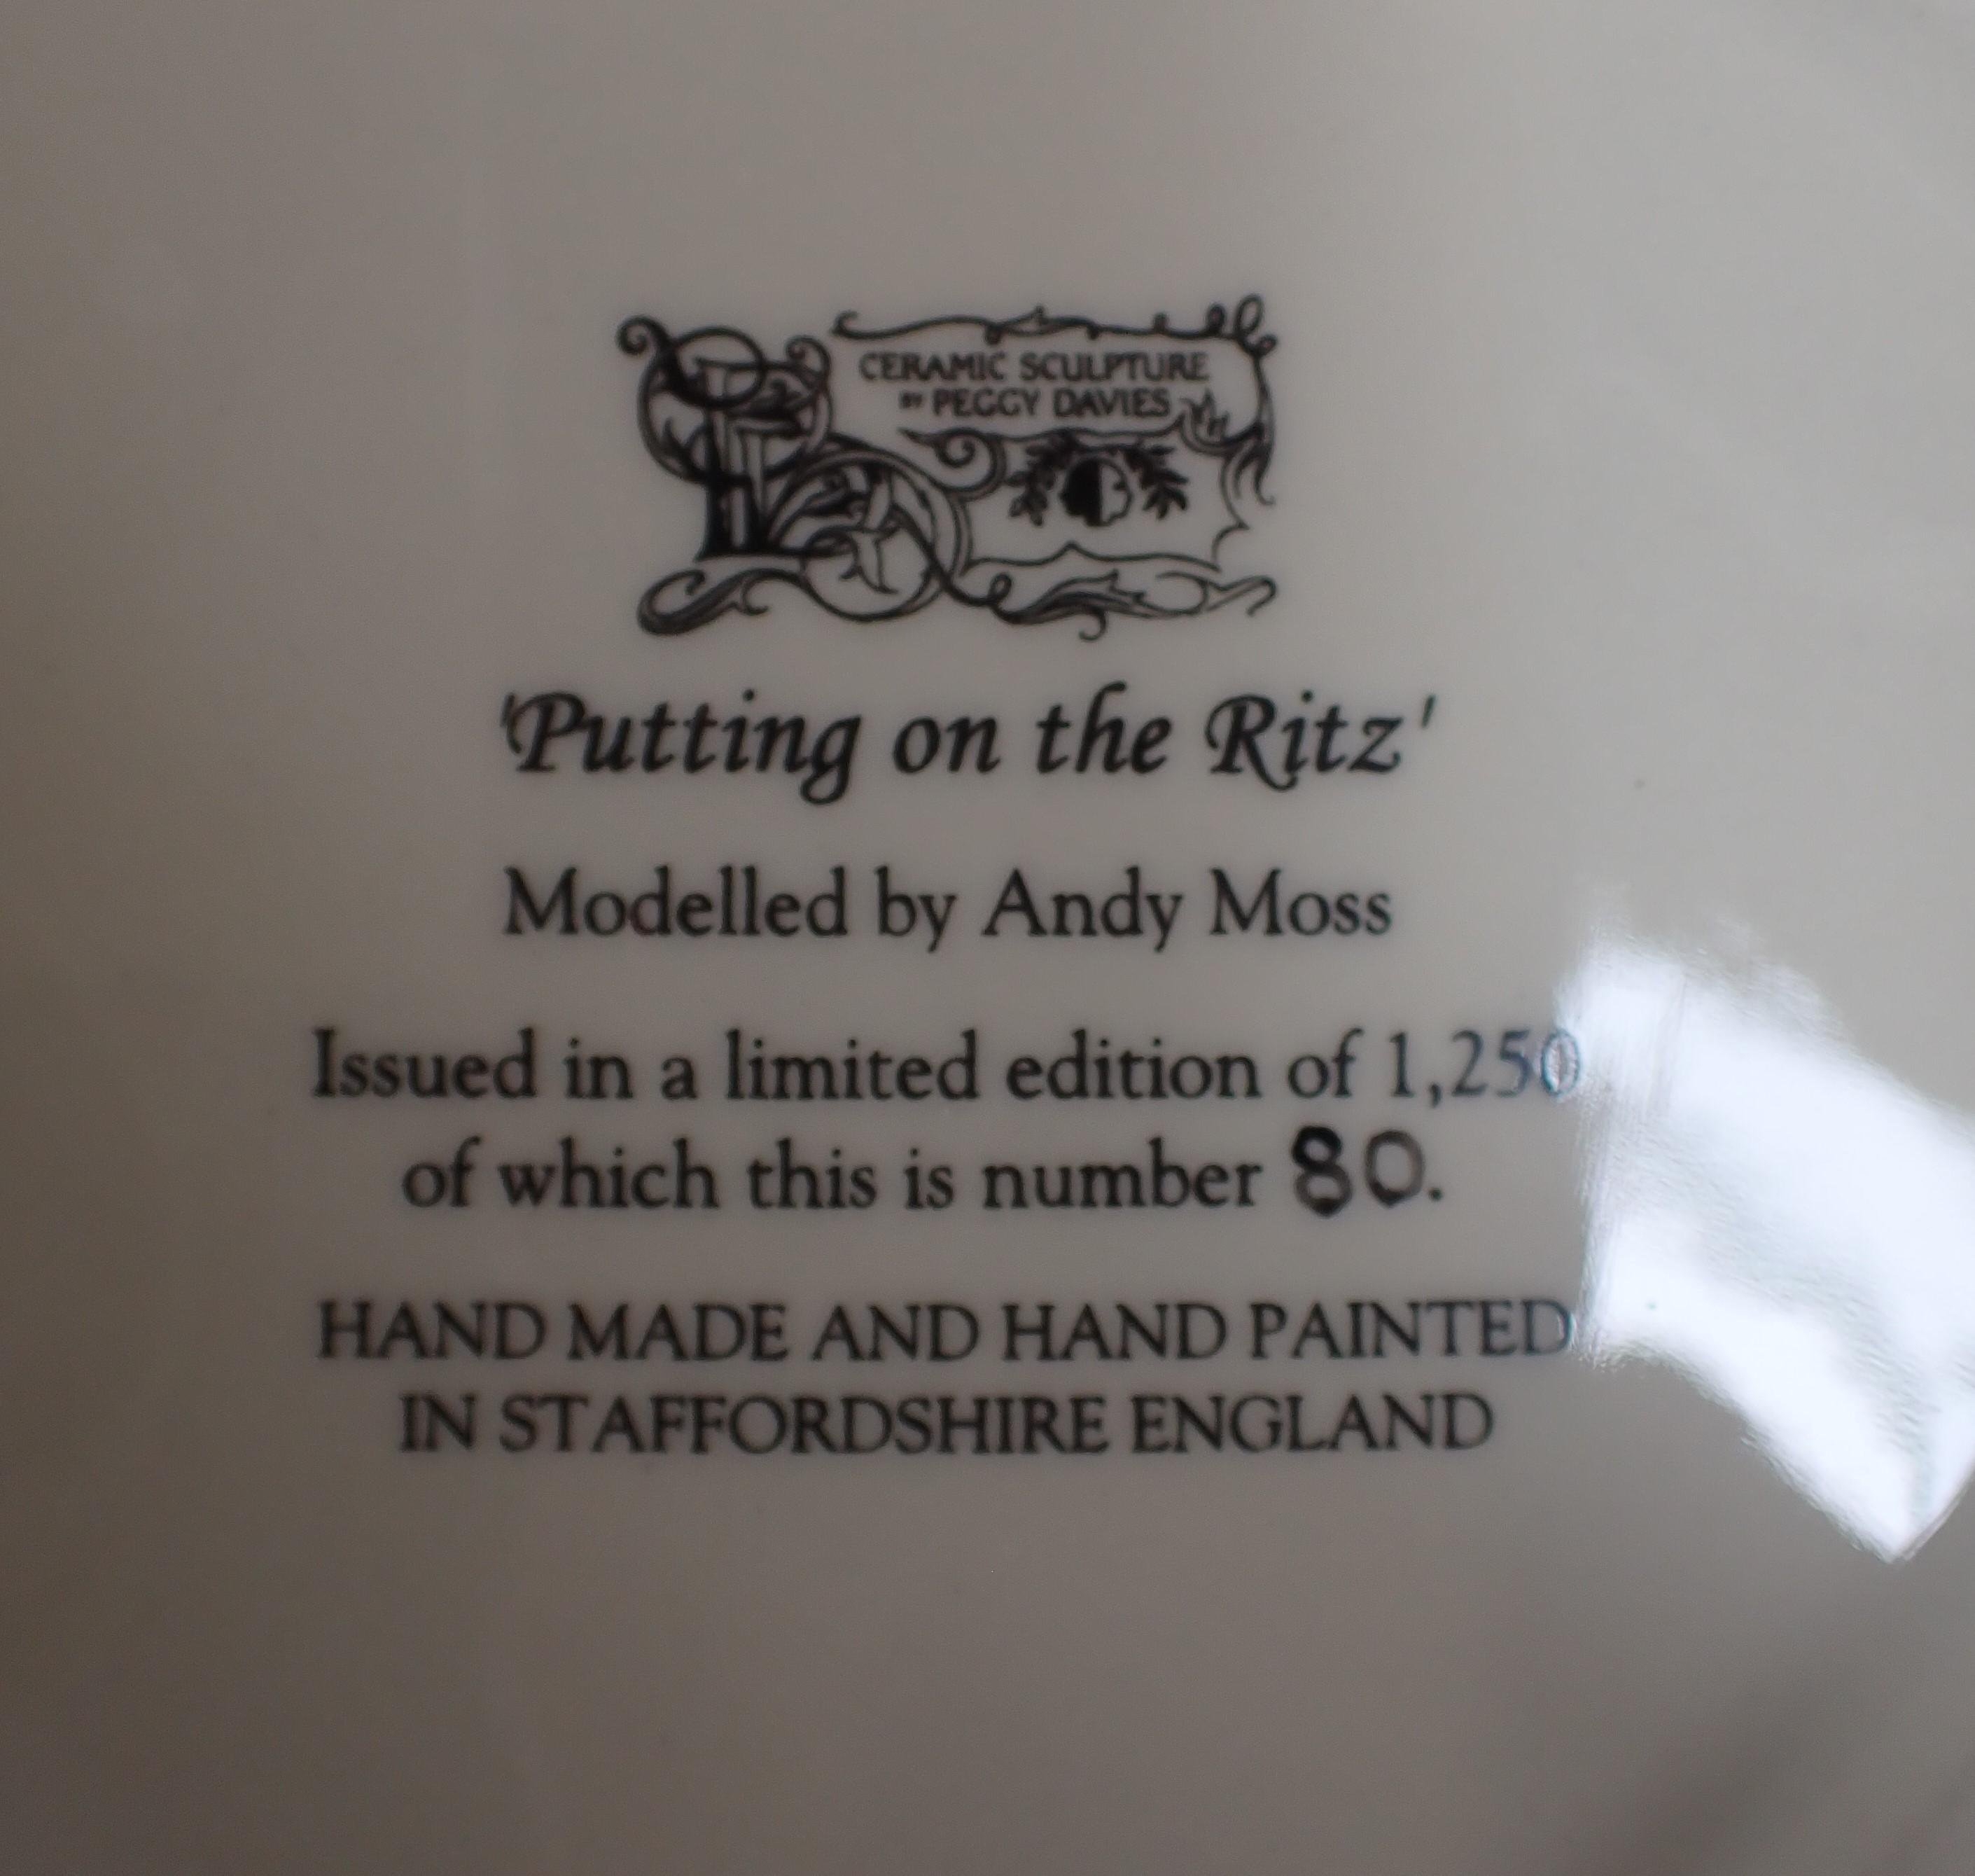 CERAMIC SCULPTURE
BY PEGGY DAVIES
'Putting on the Ritz'
Modelled by Andy Moss
Issued in a limited edition of 1,250
of which this is number 80.
HAND MADE AND HAND PAINTED
IN STAFFORDSHIRE ENGLAND